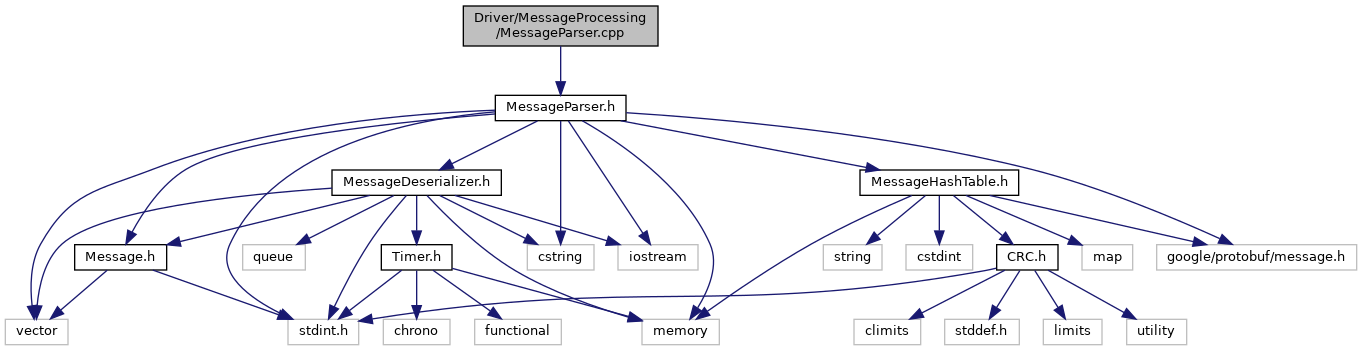 Driver/MessageProcessing
/MessageParser.cpp
MessageParser.h
MessageDeserializer.h
MessageHashTable.h
Message.h
queue
Timer.h
cstring
iostream
string
cstdint
CRC.h
map
google/protobuf/message.h
vector
stdint.h
chrono
functional
memory
climits
stddef.h
limits
utility